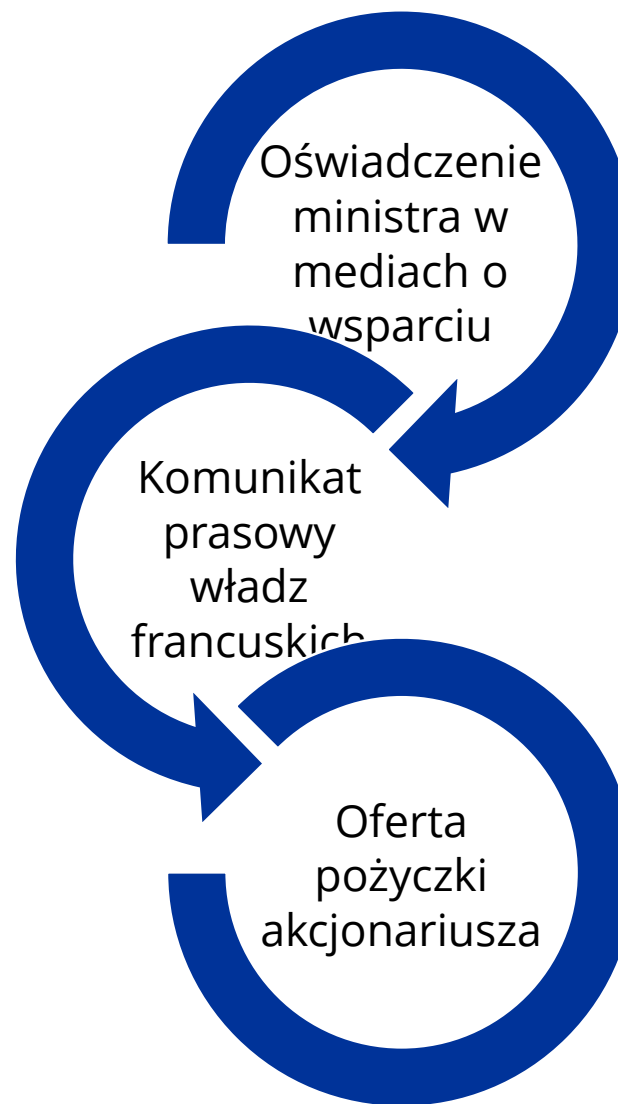 Oświadczenie
ministra w
mediach o
wsparciu
Komunikat
prasowy
władz
francuskich
Oferta
pożyczki
akcjonariusza